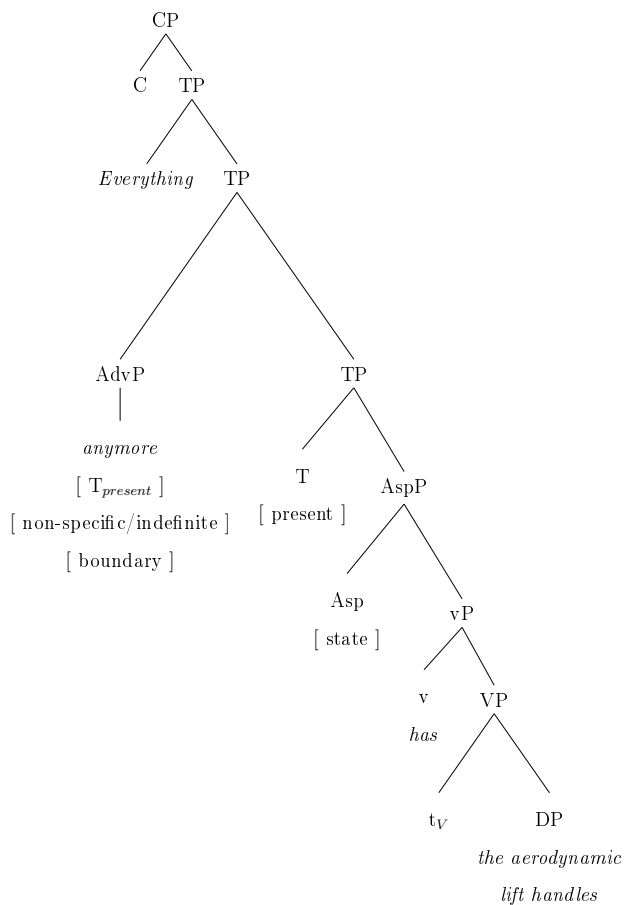 CP
C TP
Everything TP
AdvP TP
anymore
T AspP
[ T_present ]
[ present ]
[ non-specific/indefinite ]
[ boundary ]
Asp vP
[ state ]
v VP
has
t_V DP
the aerodynamic
lift handles